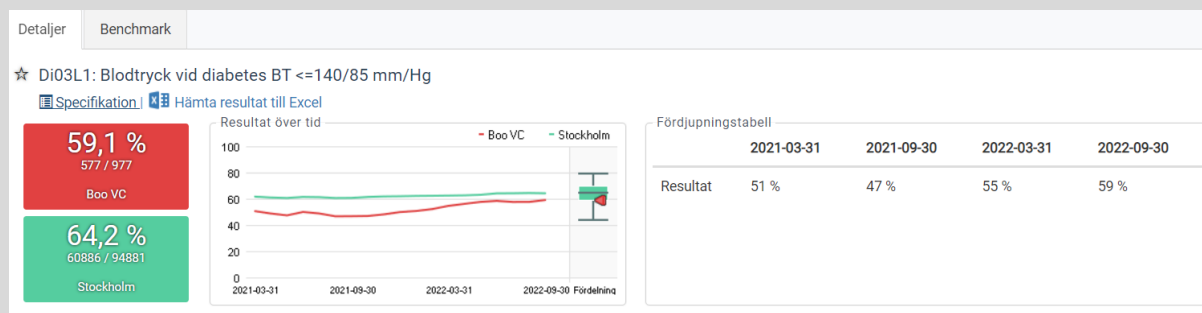 Detaljer Benchmark
☆ Di03L1: Blodtryck vid diabetes BT <=140/85 mm/Hg
Specifikation | Hämta resultat till Excel
59,1 %
577 / 977
Boo VC
64,2 %
60886 / 94881
Stockholm
Resultat över tid
Boo VC Stockholm
100
80
60
40
20
0
2021-03-31 2021-09-30 2022-03-31 2022-09-30 Fördelning
Fördjupningstabell
2021-03-31 2021-09-30 2022-03-31 2022-09-30
Resultat 51 % 47 % 55 % 59 %